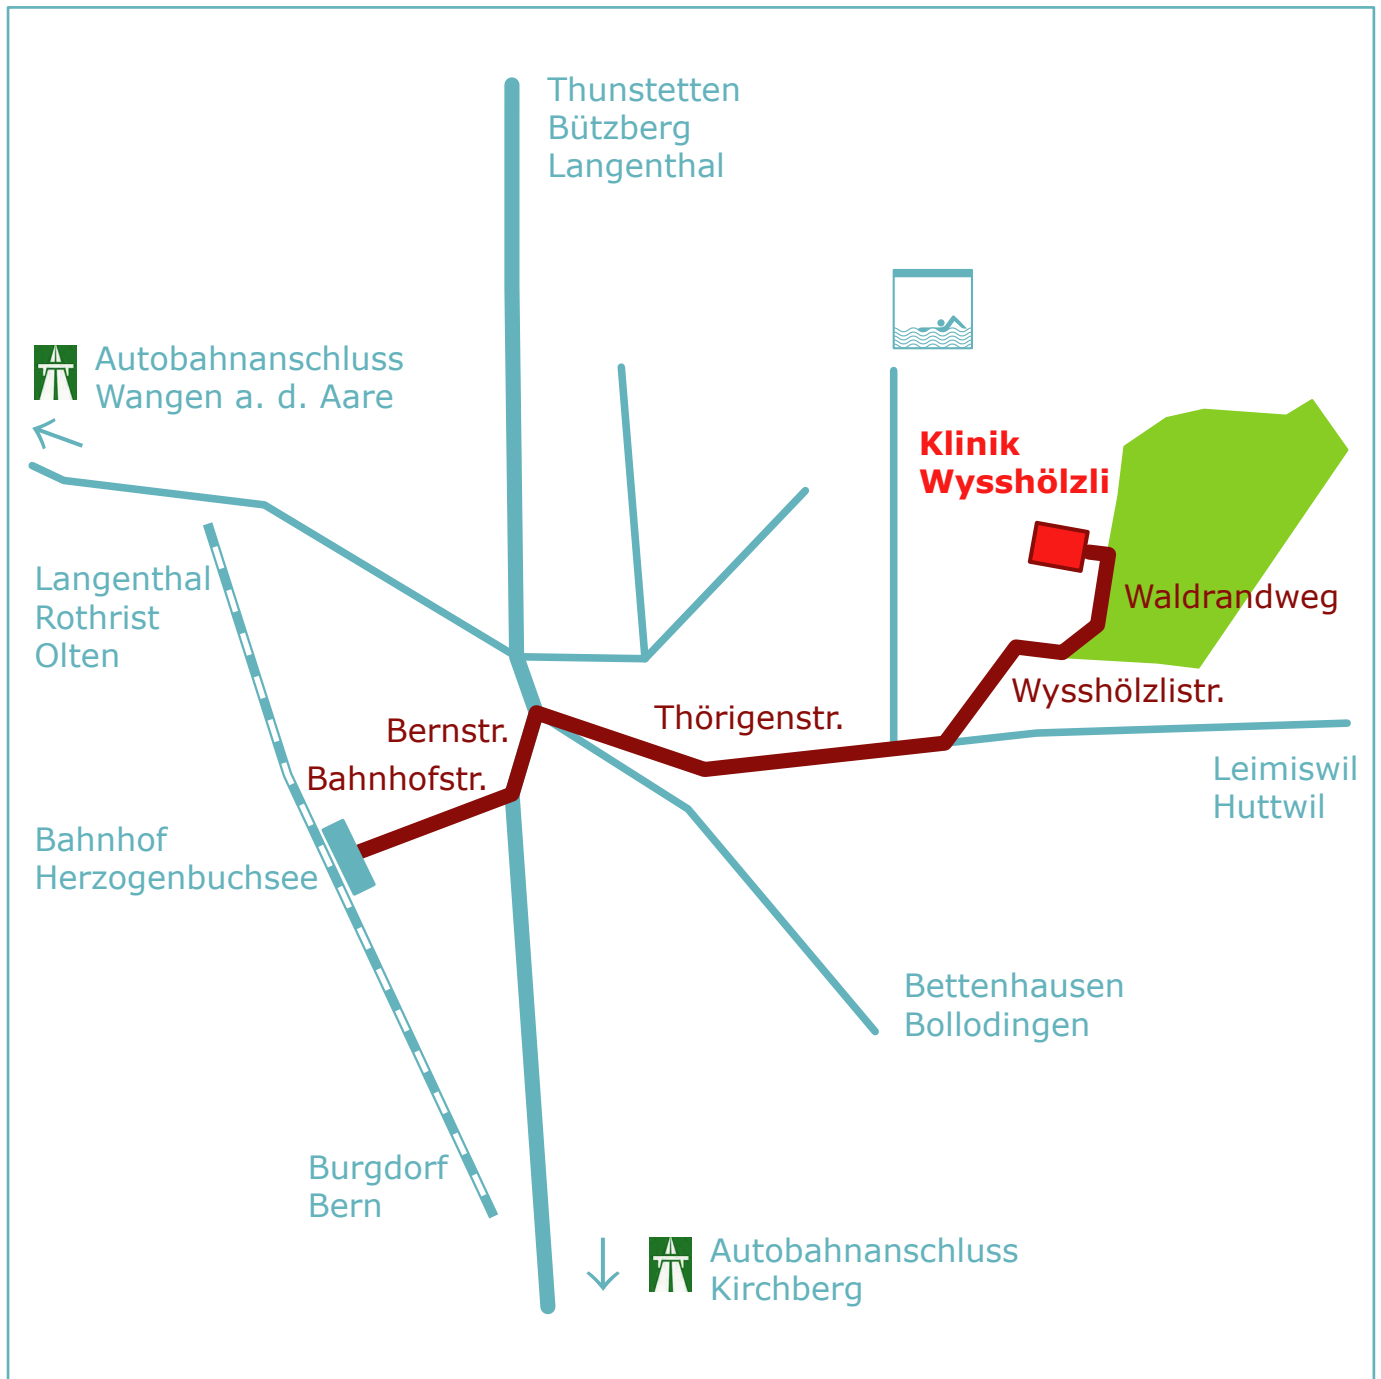 Thunstetten
Bützberg
Langenthal
Autobahnanschluss
Wangen a. d. Aare
Klinik
Wysshölzli
Langenthal
Rothrist
Olten
Waldrandweg
Wysshölzlistr.
Thörigenstr.
Bernstr.
Bahnhofstr.
Leimiswil
Huttwil
Bahnhof
Herzogenbuchsee
Bettenhausen
Bollodingen
Burgdorf
Bern
Autobahnanschluss
Kirchberg